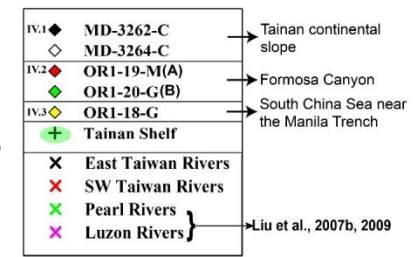 IV.1 MD-3262-C
MD-3264-C
Tainan continental
slope
IV.2 OR1-19-M(A)
OR1-20-G(B)
Formosa Canyon
IV.3 OR1-18-G
South China Sea near
the Manila Trench
Tainan Shelf
East Taiwan Rivers
SW Taiwan Rivers
Pearl Rivers
Luzon Rivers
Liu et al., 2007b, 2009